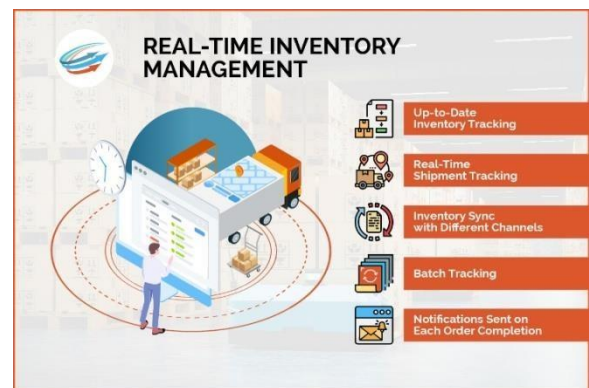 REAL-TIME INVENTORY
MANAGEMENT
Up-to-Date
Inventory Tracking
Real-Time
Shipment Tracking
Inventory Sync
with Different Channels
Batch Tracking
Notifications Sent on
Each Order Completion